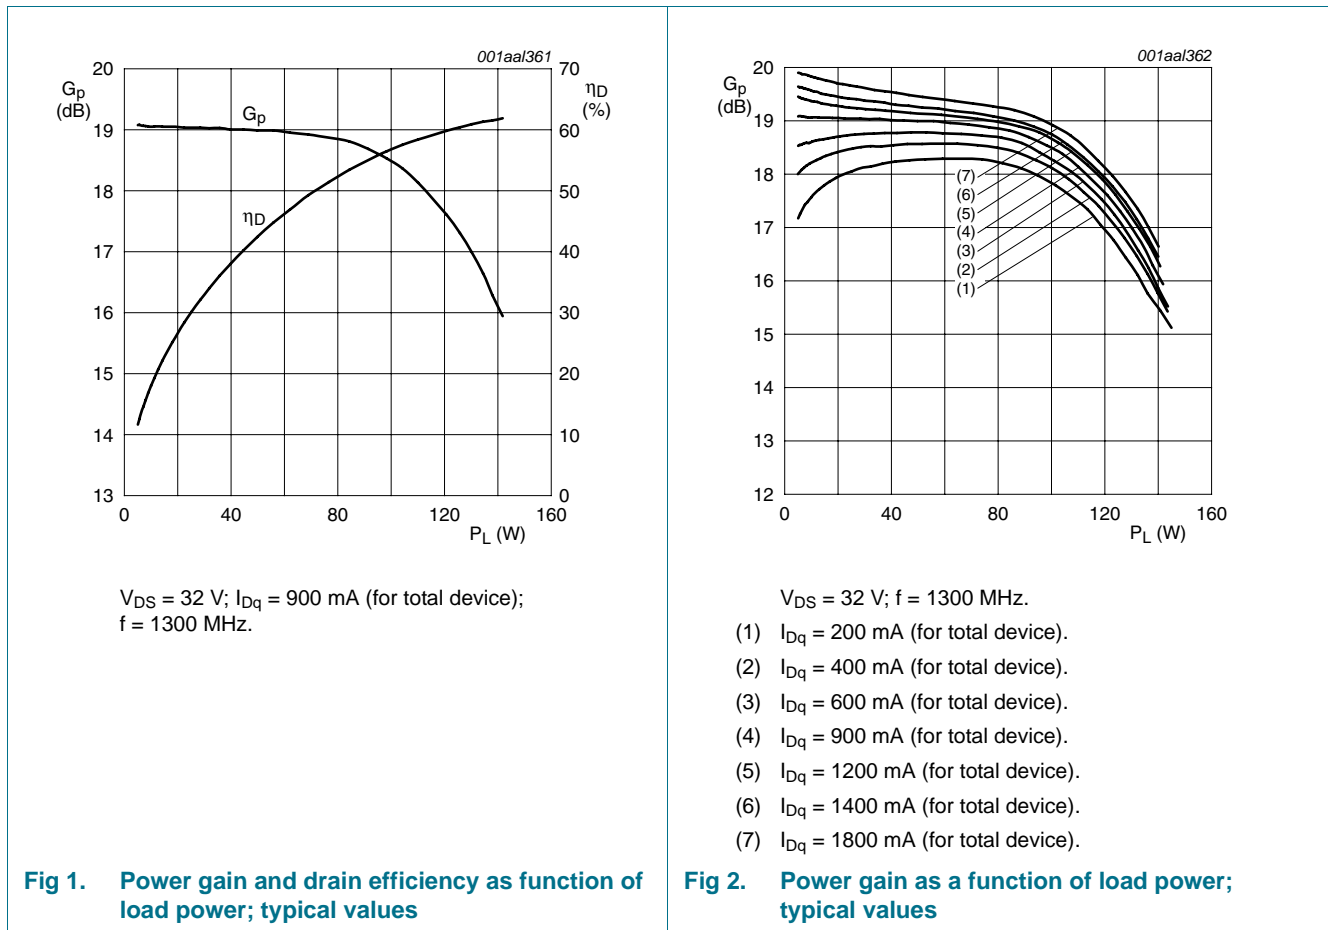 001aal361
20
70
Gp
(dB)
ηD
(%)
Gp
19
60
18
50
ηD
17
40
16
30
15
20
14
10
13
0
0
40
80
120
160
PL (W)
VDS = 32 V; IDq = 900 mA (for total device);
f = 1300 MHz.
Fig 1. Power gain and drain efficiency as function of
load power; typical values
001aal362
20
Gp
(dB)
19
18
17
16
15
14
13
12
(7)
(6)
(5)
(4)
(3)
(2)
(1)
0
40
80
120
160
PL (W)
VDS = 32 V; f = 1300 MHz.
(1) IDq = 200 mA (for total device).
(2) IDq = 400 mA (for total device).
(3) IDq = 600 mA (for total device).
(4) IDq = 900 mA (for total device).
(5) IDq = 1200 mA (for total device).
(6) IDq = 1400 mA (for total device).
(7) IDq = 1800 mA (for total device).
Fig 2. Power gain as a function of load power;
typical values